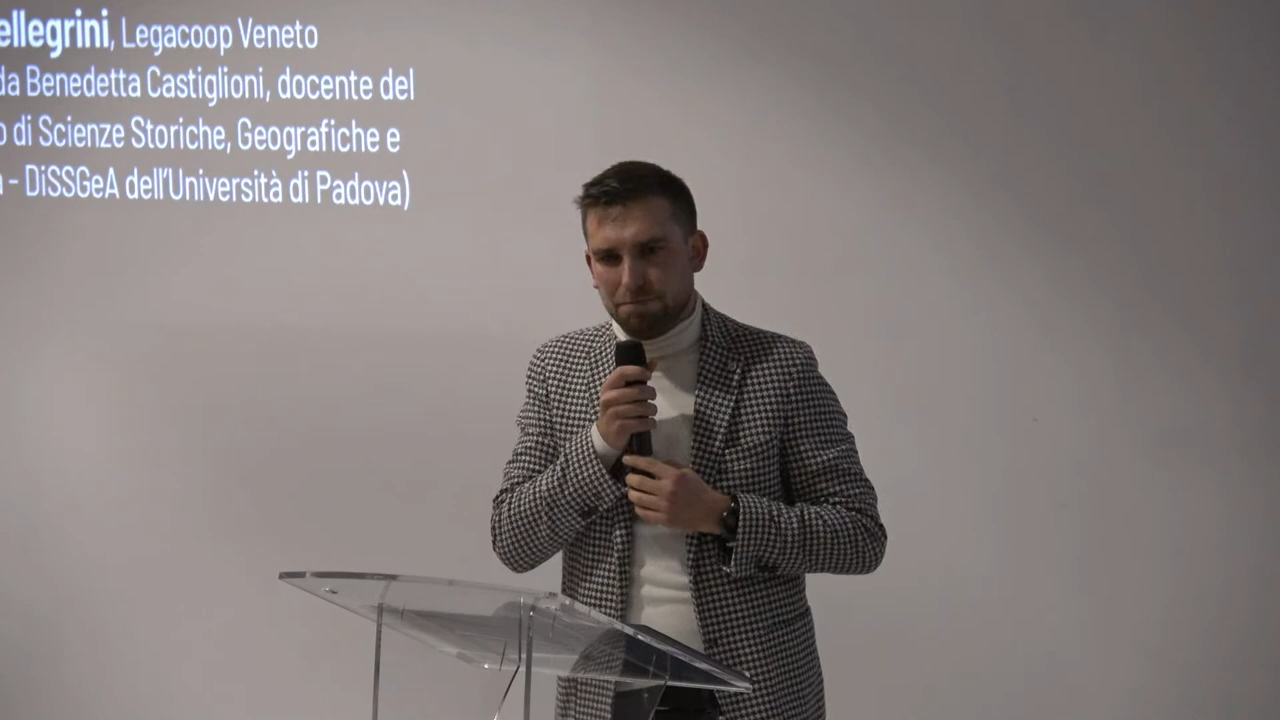 ellegrini, Legacoop Veneto
da Benedetta Castiglioni, docente del
o di Scienze Storiche, Geografiche e
- DiSSGeA dell'Università di Padova)